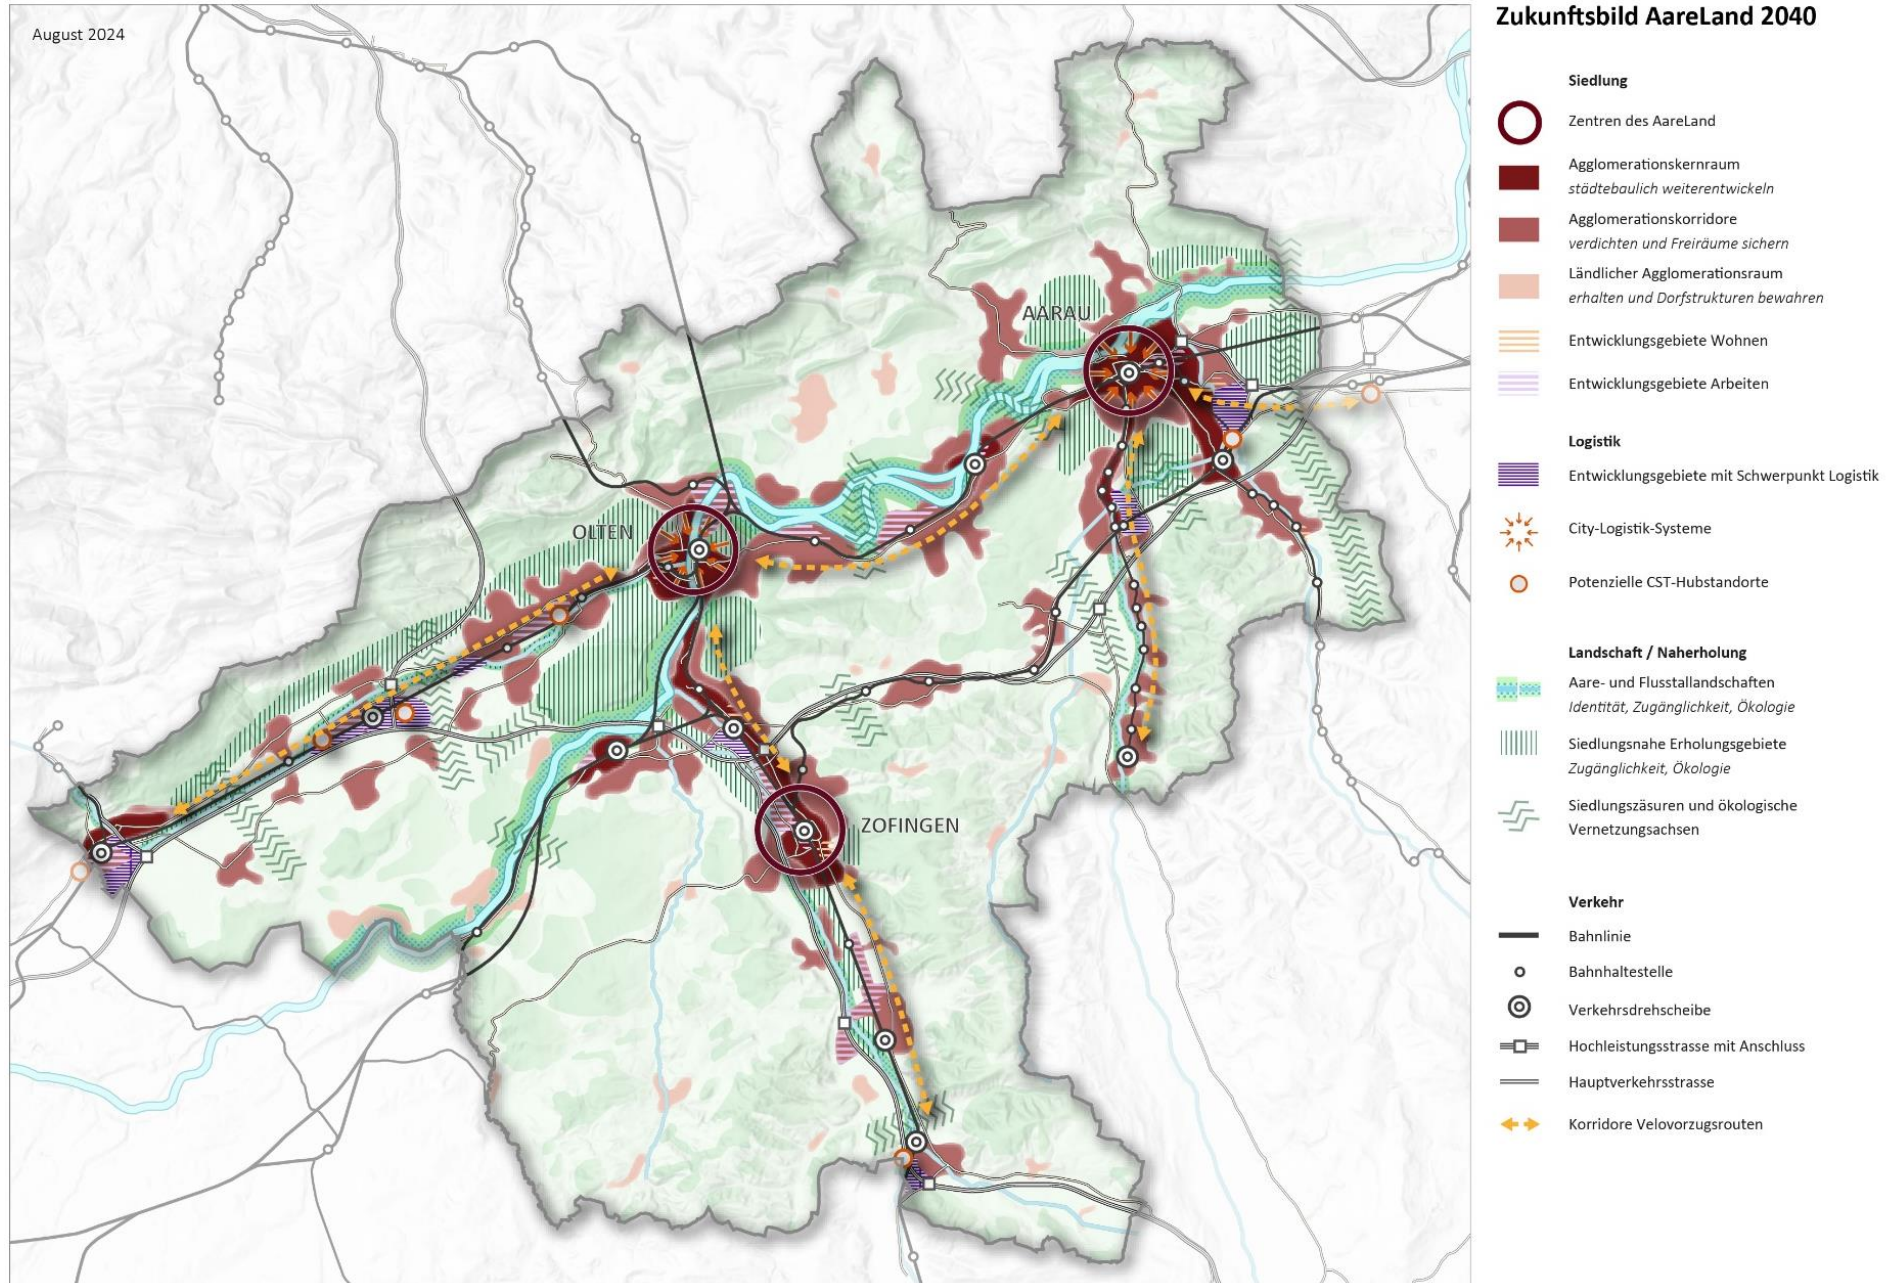 August 2024
AARAU
OLTEN
ZOFINGEN
Zukunftsbild AareLand 2040
Siedlung
Zentren des AareLand
Agglomerationskernraum
städtebaulich weiterentwickeln
Agglomerationskorridore
verdichten und Freiräume sichern
Ländlicher Agglomerationsraum
erhalten und Dorfstrukturen bewahren
Entwicklungsgebiete Wohnen
Entwicklungsgebiete Arbeiten
Logistik
Entwicklungsgebiete mit Schwerpunkt Logistik
City-Logistik-Systeme
Potenzielle CST-Hubstandorte
Landschaft / Naherholung
Aare- und Flusstallandschaften
Identität, Zugänglichkeit, Ökologie
Siedlungsnahe Erholungsgebiete
Zugänglichkeit, Ökologie
Siedlungszäsuren und ökologische
Vernetzungsachsen
Verkehr
Bahnlinie
Bahnhaltestelle
Verkehrsdrehscheibe
Hochleistungsstrasse mit Anschluss
Hauptverkehrsstrasse
Korridore Velovorzugsrouten